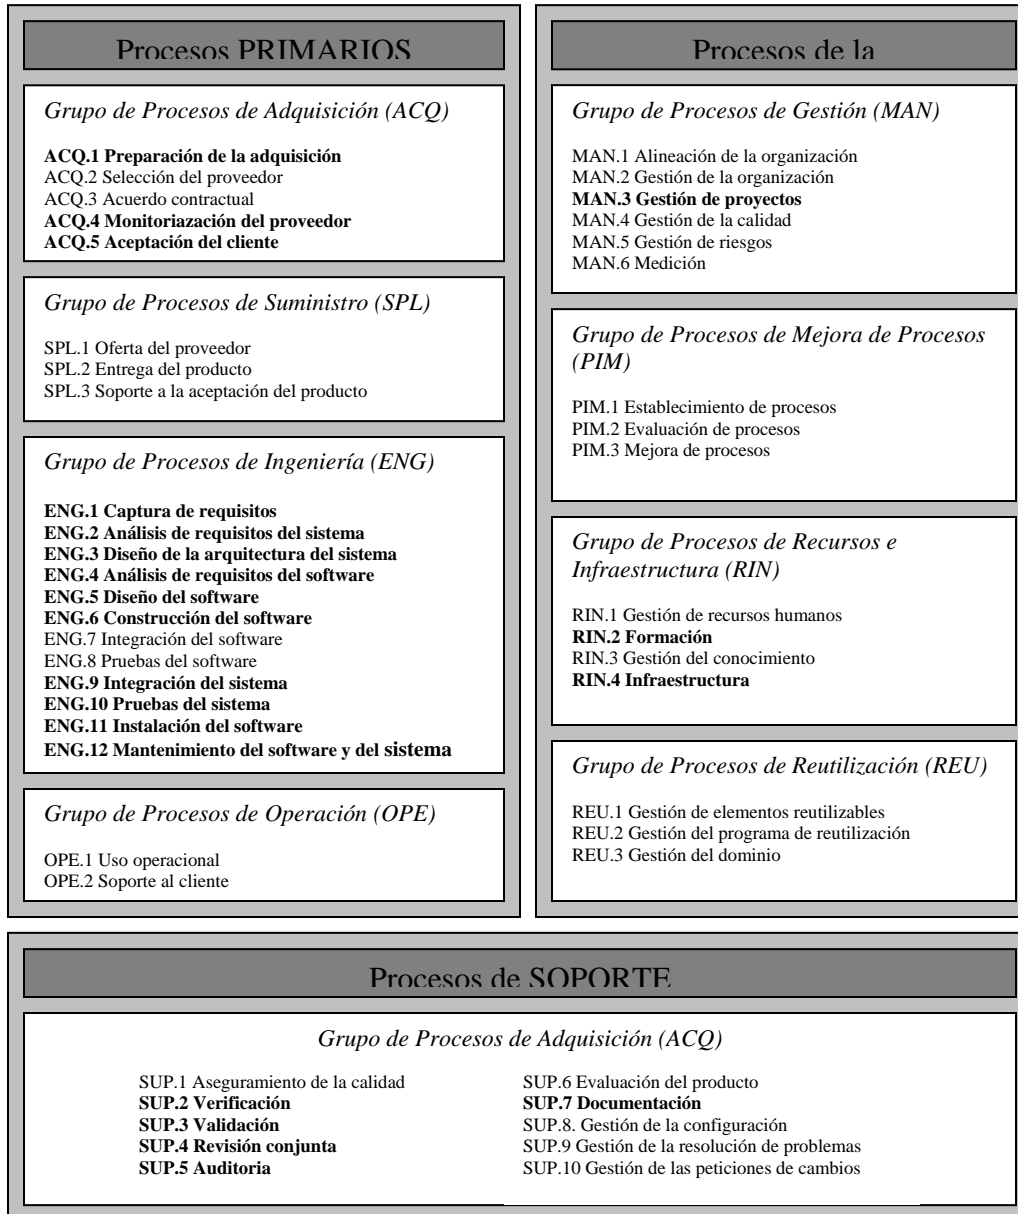 Procesos PRIMARIOS
Grupo de Procesos de Adquisición (ACQ)
ACQ.1 Preparación de la adquisición
ACQ.2 Selección del proveedor
ACQ.3 Acuerdo contractual
ACQ.4 Monitoriazación del proveedor
ACQ.5 Aceptación del cliente
Grupo de Procesos de Suministro (SPL)
SPL.1 Oferta del proveedor
SPL.2 Entrega del producto
SPL.3 Soporte a la aceptación del producto
Grupo de Procesos de Ingeniería (ENG)
ENG.1 Captura de requisitos
ENG.2 Análisis de requisitos del sistema
ENG.3 Diseño de la arquitectura del sistema
ENG.4 Análisis de requisitos del software
ENG.5 Diseño del software
ENG.6 Construcción del software
ENG.7 Integración del software
ENG.8 Pruebas del software
ENG.9 Integración del sistema
ENG.10 Pruebas del sistema
ENG.11 Instalación del software
ENG.12 Mantenimiento del software y del sistema
Grupo de Procesos de Operación (OPE)
OPE.1 Uso operacional
OPE.2 Soporte al cliente
Procesos de la
Grupo de Procesos de Gestión (MAN)
MAN.1 Alineación de la organización
MAN.2 Gestión de la organización
MAN.3 Gestión de proyectos
MAN.4 Gestión de la calidad
MAN.5 Gestión de riesgos
MAN.6 Medición
Grupo de Procesos de Mejora de Procesos
(PIM)
PIM.1 Establecimiento de procesos
PIM.2 Evaluación de procesos
PIM.3 Mejora de procesos
Grupo de Procesos de Recursos e
Infraestructura (RIN)
RIN.1 Gestión de recursos humanos
RIN.2 Formación
RIN.3 Gestión del conocimiento
RIN.4 Infraestructura
Grupo de Procesos de Reutilización (REU)
REU.1 Gestión de elementos reutilizables
REU.2 Gestión del programa de reutilización
REU.3 Gestión del dominio
Procesos de SOPORTE
Grupo de Procesos de Adquisición (ACQ)
SUP.1 Aseguramiento de la calidad
SUP.2 Verificación
SUP.3 Validación
SUP.4 Revisión conjunta
SUP.5 Auditoria
SUP.6 Evaluación del producto
SUP.7 Documentación
SUP.8. Gestión de la configuración
SUP.9 Gestión de la resolución de problemas
SUP.10 Gestión de las peticiones de cambios